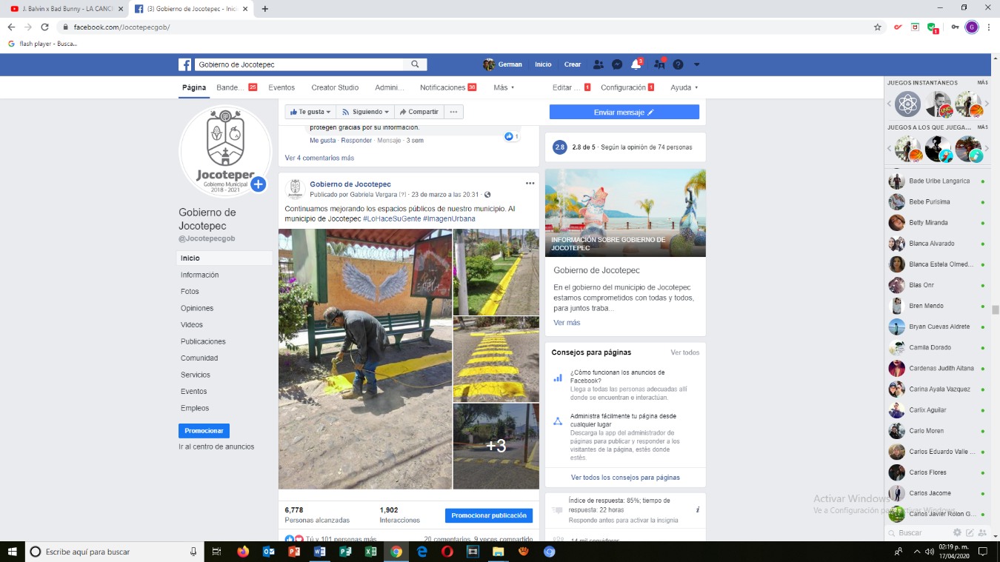 J. Balvin x Bad Bunny - LA CANCI
(3) Gobierno de Jocotepec - Inici
facebook.com/Jocotepecgob/
flash player - Busca...
Gobierno de Jocotepec
German
Inicio
Crear
3
Página
Bande... 25
Eventos
Creator Studio
Admini...
Notificaciones 36
Más
Editar ... 1
Configuración 1
Ayuda
Te gusta
Siguiendo
Compartir
Enviar mensaje
Jocotepec
Gobierno Municipal
2018 - 2021
Gobierno de
Jocotepec
@Jocotepecgob
Inicio
Información
Fotos
Opiniones
Videos
Publicaciones
Comunidad
Servicios
Eventos
Empleos
Promocionar
Ir al centro de anuncios
protegen gracias por su información.
Me gusta · Responder · Mensaje · 3 sem
1
Ver 4 comentarios más
Gobierno de Jocotepec
Publicado por Gabriela Vergara [?] · 23 de marzo a las 20:31 ·
Continuamos mejorando los espacios públicos de nuestro municipio. Al
municipio de Jocotepec #LoHaceSuGente #ImagenUrbana
+3
6,778
Personas alcanzadas
1,902
Interacciones
Promocionar publicación
Tú y 101 personas más
20 comentarios 9 veces compartido
2.8
2.8 de 5 · Según la opinión de 74 personas
INFORMACIÓN SOBRE GOBIERNO DE
JOCOTEPEC
Gobierno de Jocotepec
En el gobierno del municipio de Jocotepec
estamos comprometidos con todas y todos,
para juntos traba...
Ver más
Consejos para páginas
Ver todos
¿Cómo funcionan los anuncios de
Facebook?
Llega a todas las personas adecuadas allí
donde se encuentran e interactúan.
Administra fácilmente tu página desde
cualquier lugar
Descarga la app del administrador de
páginas para publicar y responder a los
visitantes de la página, estés donde
estés.
Ver todos los consejos para páginas
Índice de respuesta: 85%; tiempo de
respuesta: 22 horas
Responde antes para activar la insignia
14 mil seguidores
JUEGOS INSTANTÁNEOS
MÁS
JUEGOS A LOS QUE JUEGA...
MÁS
Bade Uribe Langarica
Bebe Purisima
Betty Miranda
Blanca Alvarado
Blanca Estela Olmed...
Blas Onr
Bren Mendo
Bryan Cuevas Aldrete
Camila Dorado
Cardenas Judith Aitana
Carina Ayala Vazquez
Carlix Aguilar
Carlo Moren
Carlos Eduardo Valle ...
Carlos Flores
Carlos Jacome
Carlos Javier Rolon G...
Buscar
Activar Windows
Ve a Configuración para activar Windows.
Escribe aquí para buscar
02:19 p. m.
17/04/2020